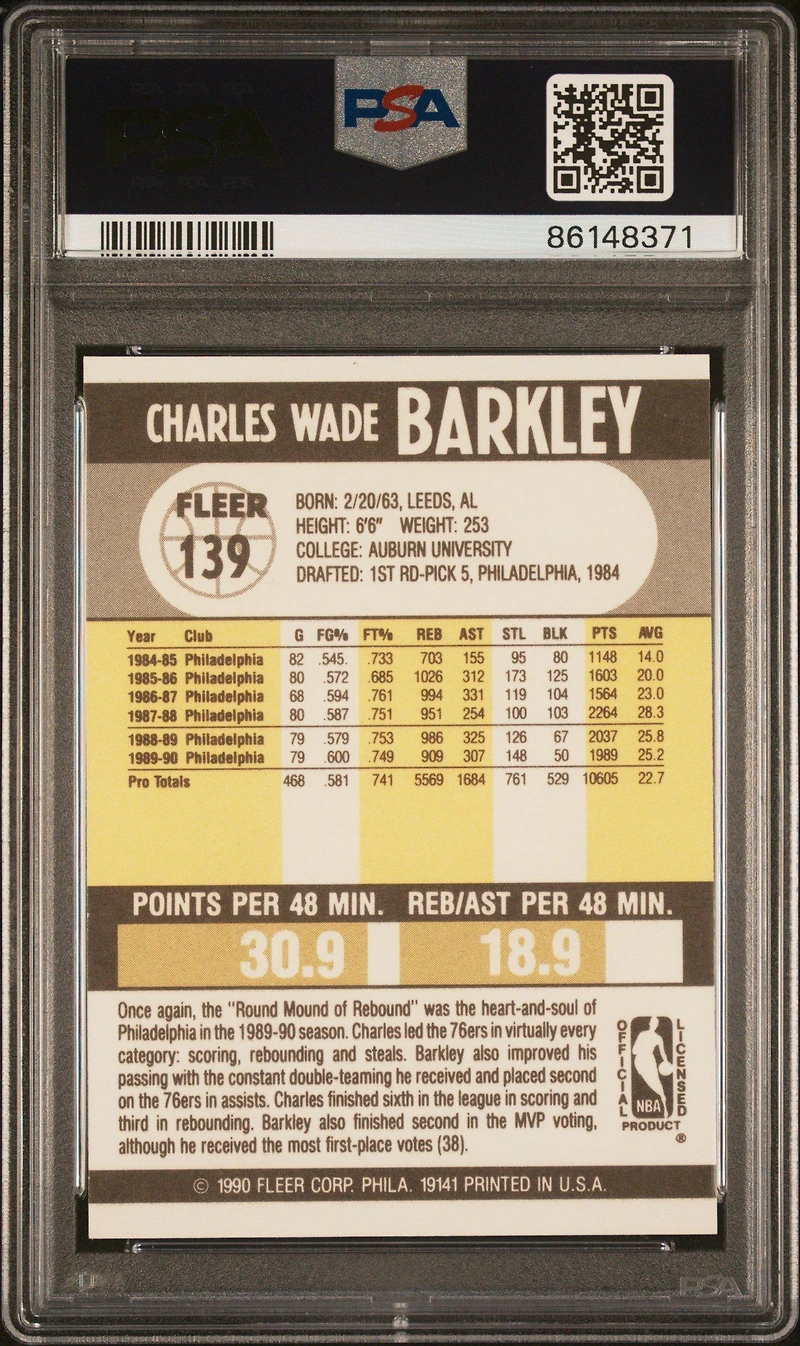 PSA
86148371
CHARLES WADE BARKLEY
FLEER
139
BORN: 2/20/63, LEEDS, AL
HEIGHT: 6'6" WEIGHT: 253
COLLEGE: AUBURN UNIVERSITY
DRAFTED: 1ST RD-PICK 5, PHILADELPHIA, 1984
Year Club G FG% FT% REB AST STL BLK PTS AVG
1984-85 Philadelphia 82 .545. .733 703 155 95 80 1148 14.0
1985-86 Philadelphia 80 .572 .685 1026 312 173 125 1603 20.0
1986-87 Philadelphia 68 .594 .761 994 331 119 104 1564 23.0
1987-88 Philadelphia 80 .587 .751 951 254 100 103 2264 28.3
1988-89 Philadelphia 79 .579 .753 986 325 126 67 2037 25.8
1989-90 Philadelphia 79 .600 .749 909 307 148 50 1989 25.2
Pro Totals 468 .581 .741 5569 1684 761 529 10605 22.7
POINTS PER 48 MIN. REB/AST PER 48 MIN.
30.9 18.9
Once again, the "Round Mound of Rebound" was the heart-and-soul of
Philadelphia in the 1989-90 season. Charles led the 76ers in virtually every
category: scoring, rebounding and steals. Barkley also improved his
passing with the constant double-teaming he received and placed second
on the 76ers in assists. Charles finished sixth in the league in scoring and
third in rebounding. Barkley also finished second in the MVP voting,
although he received the most first-place votes (38).
OFFICIAL
LICENSED
NBA
PRODUCT
®
© 1990 FLEER CORP. PHILA. 19141 PRINTED IN U.S.A.
PSA